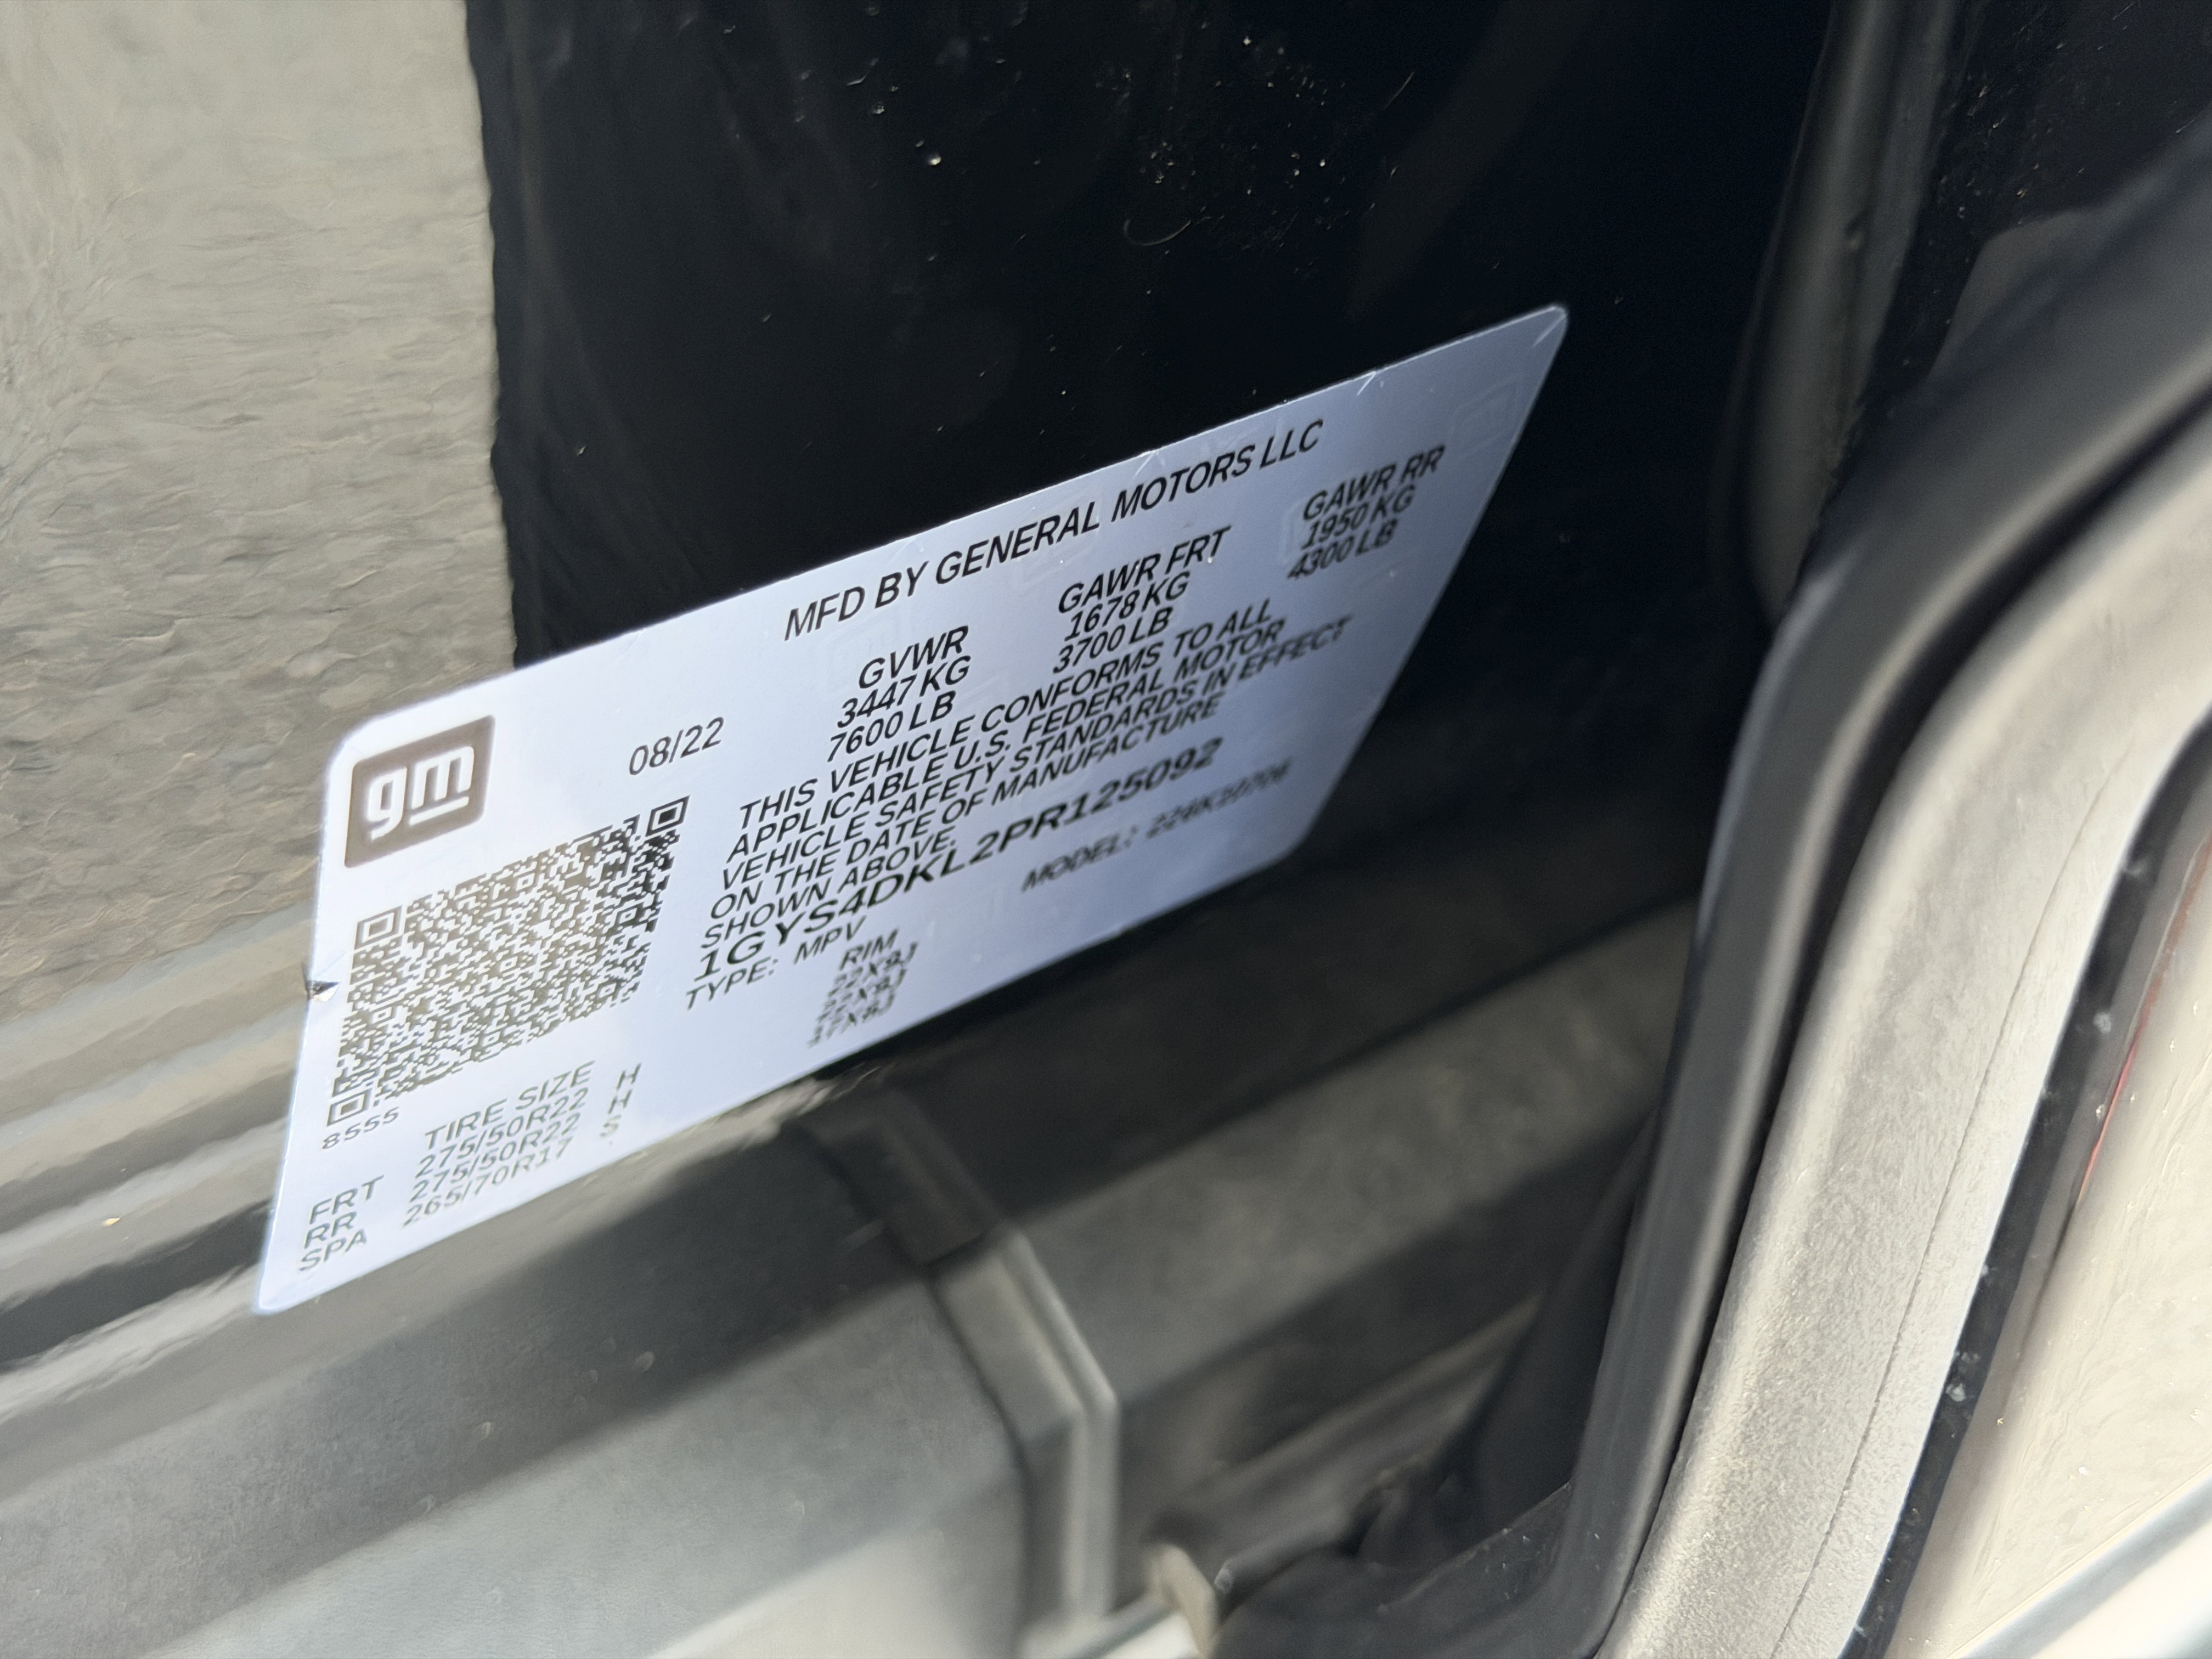 gm
MFD BY GENERAL MOTORS LLC
08/22
GVWR GAWR FRT GAWR RR
3447 KG 1678 KG 1950 KG
7600 LB 3700 LB 4300 LB
THIS VEHICLE CONFORMS TO ALL
APPLICABLE U.S. FEDERAL MOTOR
VEHICLE SAFETY STANDARDS IN EFFECT
ON THE DATE OF MANUFACTURE
SHOWN ABOVE.
1GYS4DKL2PR125092
TYPE: MPV MODEL:
8555
TIRE SIZE RIM
FRT 275/50R22 H 22X9J
RR 275/50R22 H 22X9J
SPA 265/70R17 S 17X8J